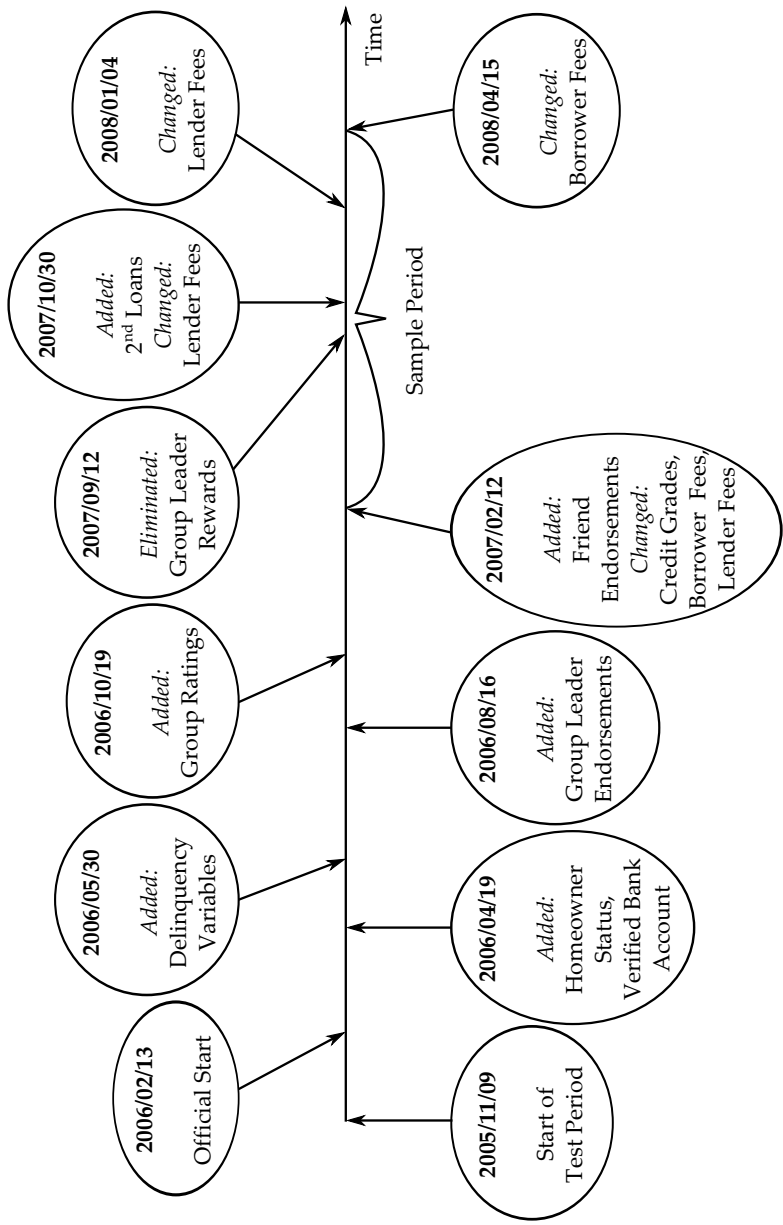 2006/02/13
Official Start
2006/05/30
Added:
Delinquency
Variables
2006/10/19
Added:
Group Ratings
2007/09/12
Eliminated:
Group Leader
Rewards
2007/10/30
Added:
2nd Loans
Changed:
Lender Fees
2008/01/04
Changed:
Lender Fees
Time
Sample Period
2005/11/09
Start of
Test Period
2006/04/19
Added:
Homeowner
Status,
Verified Bank
Account
2006/08/16
Added:
Group Leader
Endorsements
2007/02/12
Added:
Friend
Endorsements
Changed:
Credit Grades,
Borrower Fees,
Lender Fees
2008/04/15
Changed:
Borrower Fees